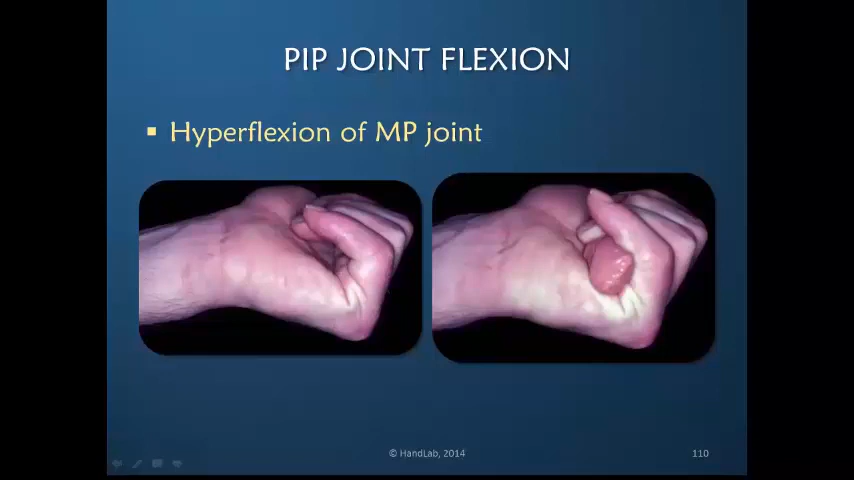 PIP JOINT FLEXION
▪ Hyperflexion of MP joint
© HandLab, 2014
110